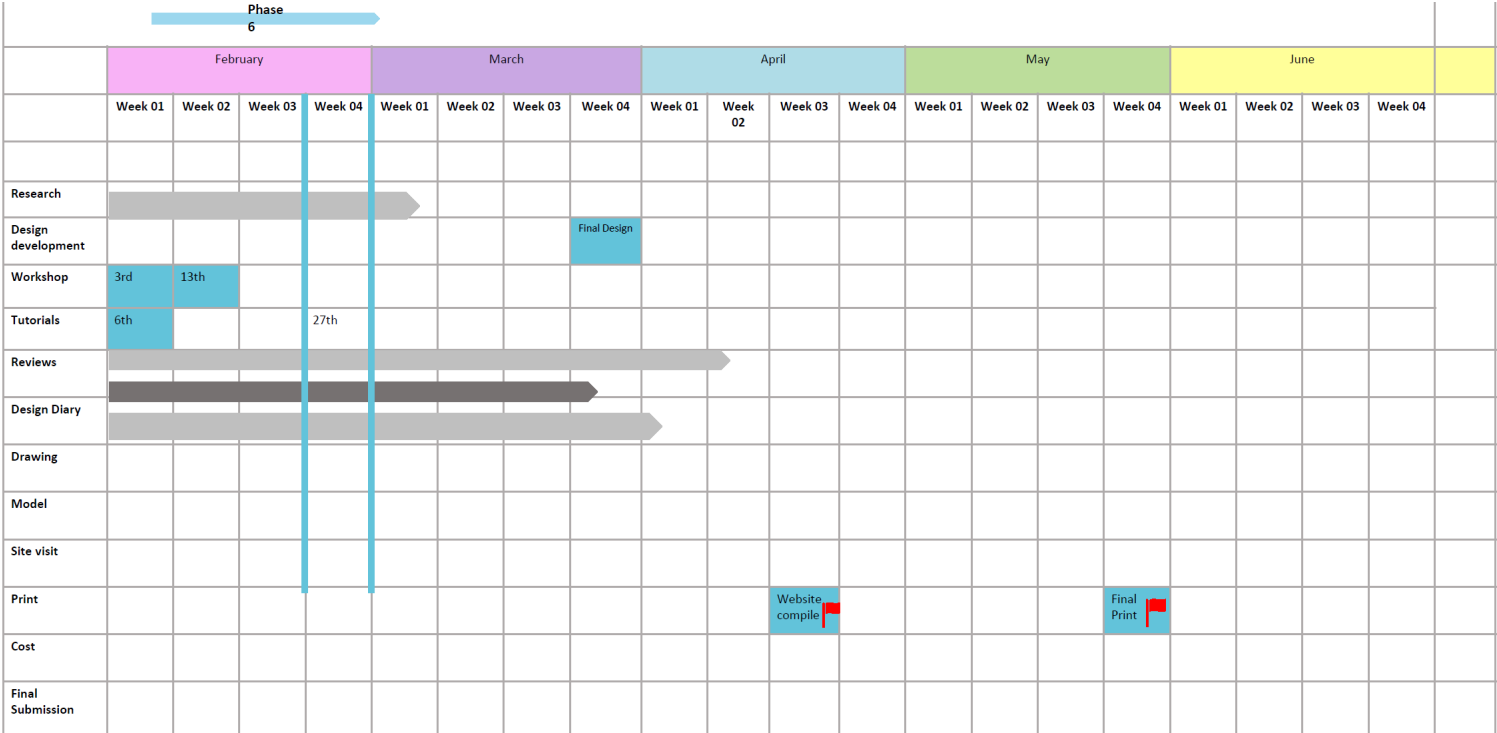 Phase
6
February March April May June
Week 01 Week 02 Week 03 Week 04 Week 01 Week 02 Week 03 Week 04 Week 01 Week Week 03 Week 04 Week 01 Week 02 Week 03 Week 04 Week 01 Week 02 Week 03 Week 04
02
Research
Design Final Design
development
Workshop 3rd 13th
Tutorials 6th 27th
Reviews
Design Diary
Drawing
Model
Site visit
Print Website Final
compile Print
Cost
Final
Submission